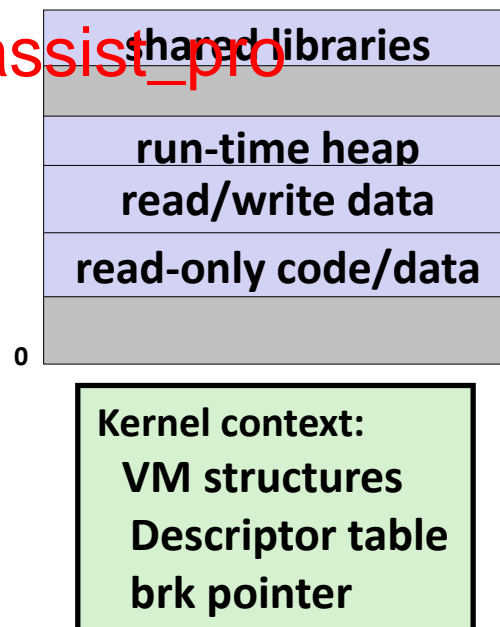 assist_pro
shared libraries
run-time heap
read/write data
read-only code/data
0
Kernel context:
VM structures
Descriptor table
brk pointer